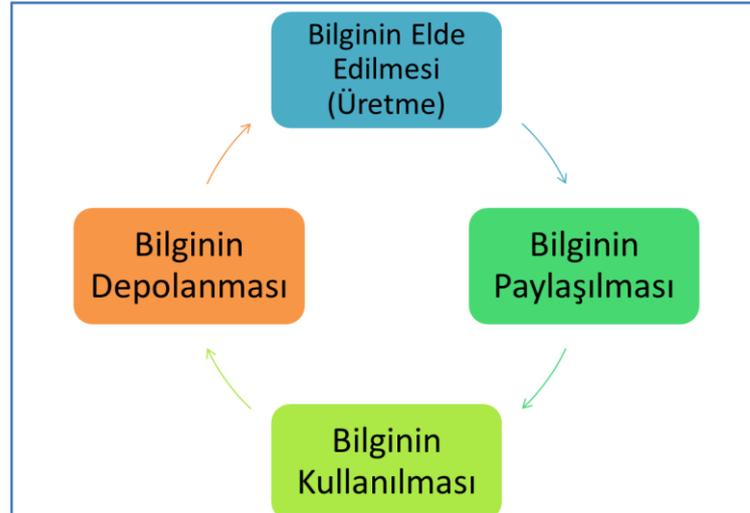 Bilginin Elde
Edilmesi
(Üretme)
Bilginin
Depolanması
Bilginin
Paylaşılması
Bilginin
Kullanılması